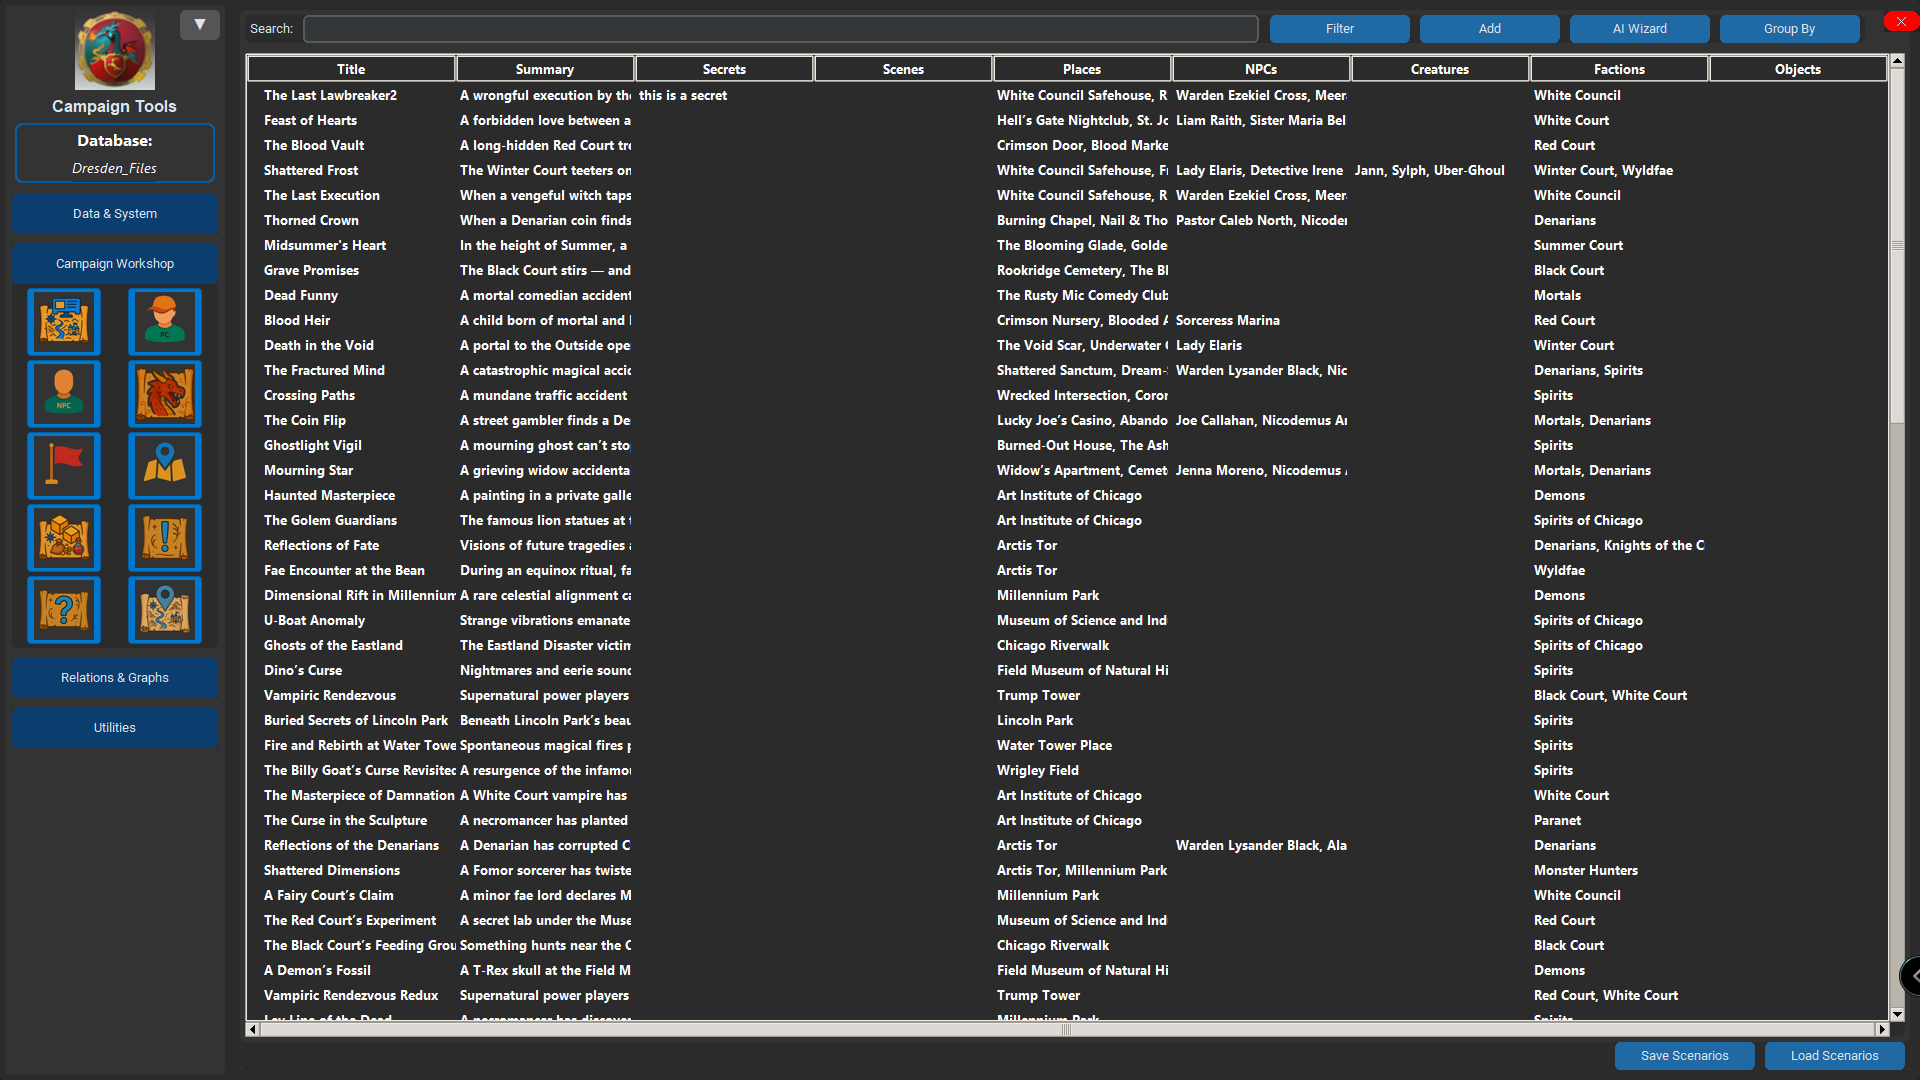 ▼
Campaign Tools
Database:
Dresden_Files
Data & System
Campaign Workshop
PC
NPC
Relations & Graphs
Utilities
Search:
Filter Add AI Wizard Group By
Title Summary Secrets Scenes Places NPCs Creatures Factions Objects
The Last Lawbreaker2 A wrongful execution by the this is a secret White Council Safehouse, R Warden Ezekiel Cross, Meer White Council
Feast of Hearts A forbidden love between a Hell's Gate Nightclub, St. Jo Liam Raith, Sister Maria Bel White Court
The Blood Vault A long-hidden Red Court tre Crimson Door, Blood Marke Red Court
Shattered Frost The Winter Court teeters on White Council Safehouse, Fr Lady Elaris, Detective Irene Jann, Sylph, Uber-Ghoul Winter Court, Wyldfae
The Last Execution When a vengeful witch taps White Council Safehouse, R Warden Ezekiel Cross, Meer White Council
Thorned Crown When a Denarian coin finds Burning Chapel, Nail & Tho Pastor Caleb North, Nicoder Denarians
Midsummer's Heart In the height of Summer, a The Blooming Glade, Golde Summer Court
Grave Promises The Black Court stirs — and Rookridge Cemetery, The Bl Black Court
Dead Funny A mortal comedian accident The Rusty Mic Comedy Club Mortals
Blood Heir A child born of mortal and Crimson Nursery, Blooded A Sorceress Marina Red Court
Death in the Void A portal to the Outside ope The Void Scar, Underwater Lady Elaris Winter Court
The Fractured Mind A catastrophic magical accid Shattered Sanctum, Dream- Warden Lysander Black, Nic Denarians, Spirits
Crossing Paths A mundane traffic accident Wrecked Intersection, Coror Spirits
The Coin Flip A street gambler finds a De Lucky Joe's Casino, Abando Joe Callahan, Nicodemus Ar Mortals, Denarians
Ghostlight Vigil A mourning ghost can't sto Burned-Out House, The Ash Spirits
Mourning Star A grieving widow accidenta Widow's Apartment, Cemet Jenna Moreno, Nicodemus Mortals, Denarians
Haunted Masterpiece A painting in a private galle Art Institute of Chicago Demons
The Golem Guardians The famous lion statues at Art Institute of Chicago Spirits of Chicago
Reflections of Fate Visions of future tragedies Arctis Tor Denarians, Knights of the C
Fae Encounter at the Bean During an equinox ritual, fa Arctis Tor Wyldfae
Dimensional Rift in Millennium A rare celestial alignment ca Millennium Park Demons
U-Boat Anomaly Strange vibrations emanate Museum of Science and Ind Spirits of Chicago
Ghosts of the Eastland The Eastland Disaster victim Chicago Riverwalk Spirits of Chicago
Dino's Curse Nightmares and eerie sound Field Museum of Natural Hi Spirits
Vampiric Rendezvous Supernatural power players Trump Tower Black Court, White Court
Buried Secrets of Lincoln Park Beneath Lincoln Park's beau Lincoln Park Spirits
Fire and Rebirth at Water Towe Spontaneous magical fires p Water Tower Place Spirits
The Billy Goat's Curse Revisited A resurgence of the infamou Wrigley Field Spirits
The Masterpiece of Damnation A White Court vampire has Art Institute of Chicago White Court
The Curse in the Sculpture A necromancer has planted Art Institute of Chicago Paranet
Reflections of the Denarians A Denarian has corrupted C Arctis Tor Warden Lysander Black, Ala Denarians
Shattered Dimensions A Fomor sorcerer has twiste Arctis Tor, Millennium Park Monster Hunters
A Fairy Court's Claim A minor fae lord declares M Millennium Park White Council
The Red Court's Experiment A secret lab under the Muse Museum of Science and Ind Red Court
The Black Court's Feeding Grou Something hunts near the C Chicago Riverwalk Black Court
A Demon's Fossil A T-Rex skull at the Field M Field Museum of Natural Hi Demons
Vampiric Rendezvous Redux Supernatural power players Trump Tower Red Court, White Court
Ley Line of the Dead A necromancer has discover Millennium Park Spirits
Save Scenarios Load Scenarios